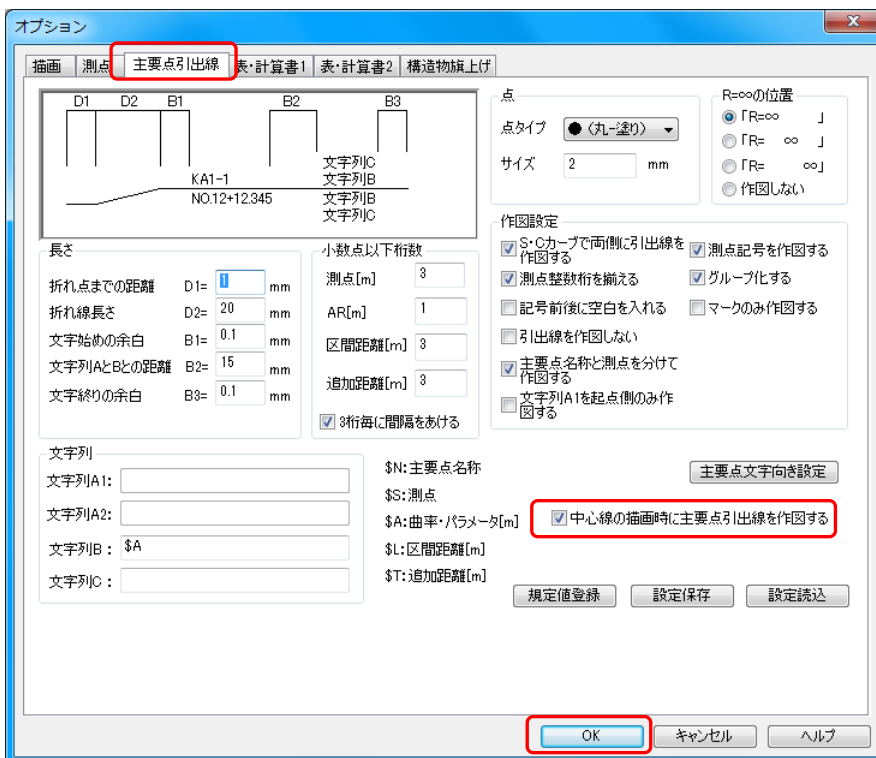 オプション
描画 測点 主要点引出線 表・計算書1 表・計算書2 構造物旗上げ
D1 D2 B1 B2 B3
文字列C
KA1-1 文字列B
NO.12+12.345 文字列B
文字列C
点
点タイプ ●(丸-塗り)
サイズ 2 mm
R=∞の位置
「R=∞ 」
「R= ∞ 」
「R= ∞」
作図しない
長さ
折れ点までの距離 D1= 1 mm
折れ線長さ D2= 20 mm
文字始めの余白 B1= 0.1 mm
文字列AとBとの距離 B2= 15 mm
文字終りの余白 B3= 0.1 mm
小数点以下桁数
測点[m] 3
AR[m] 1
区間距離[m] 3
追加距離[m] 3
3桁毎に間隔をあける
作図設定
S・Cカーブで両側に引出線を
作図する
測点記号を作図する
測点整数桁を揃える グループ化する
記号前後に空白を入れる マークのみ作図する
引出線を作図しない
主要点名称と測点を分けて
作図する
文字列A1を起点側のみ作
図する
文字列
文字列A1:
文字列A2:
文字列B: $A
文字列C:
$N:主要点名称
$S:測点
$A:曲率・パラメータ[m]
$L:区間距離[m]
$T:追加距離[m]
主要点文字向き設定
中心線の描画時に主要点引出線を作図する
規定値登録 設定保存 設定読込
OK キャンセル ヘルプ